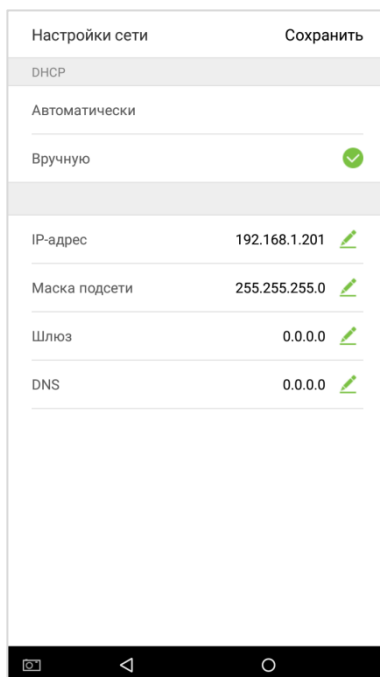 Настройки сети Сохранить
DHCP
Автоматически
Вручную
IP-адрес 192.168.1.201
Маска подсети 255.255.255.0
Шлюз 0.0.0.0
DNS 0.0.0.0